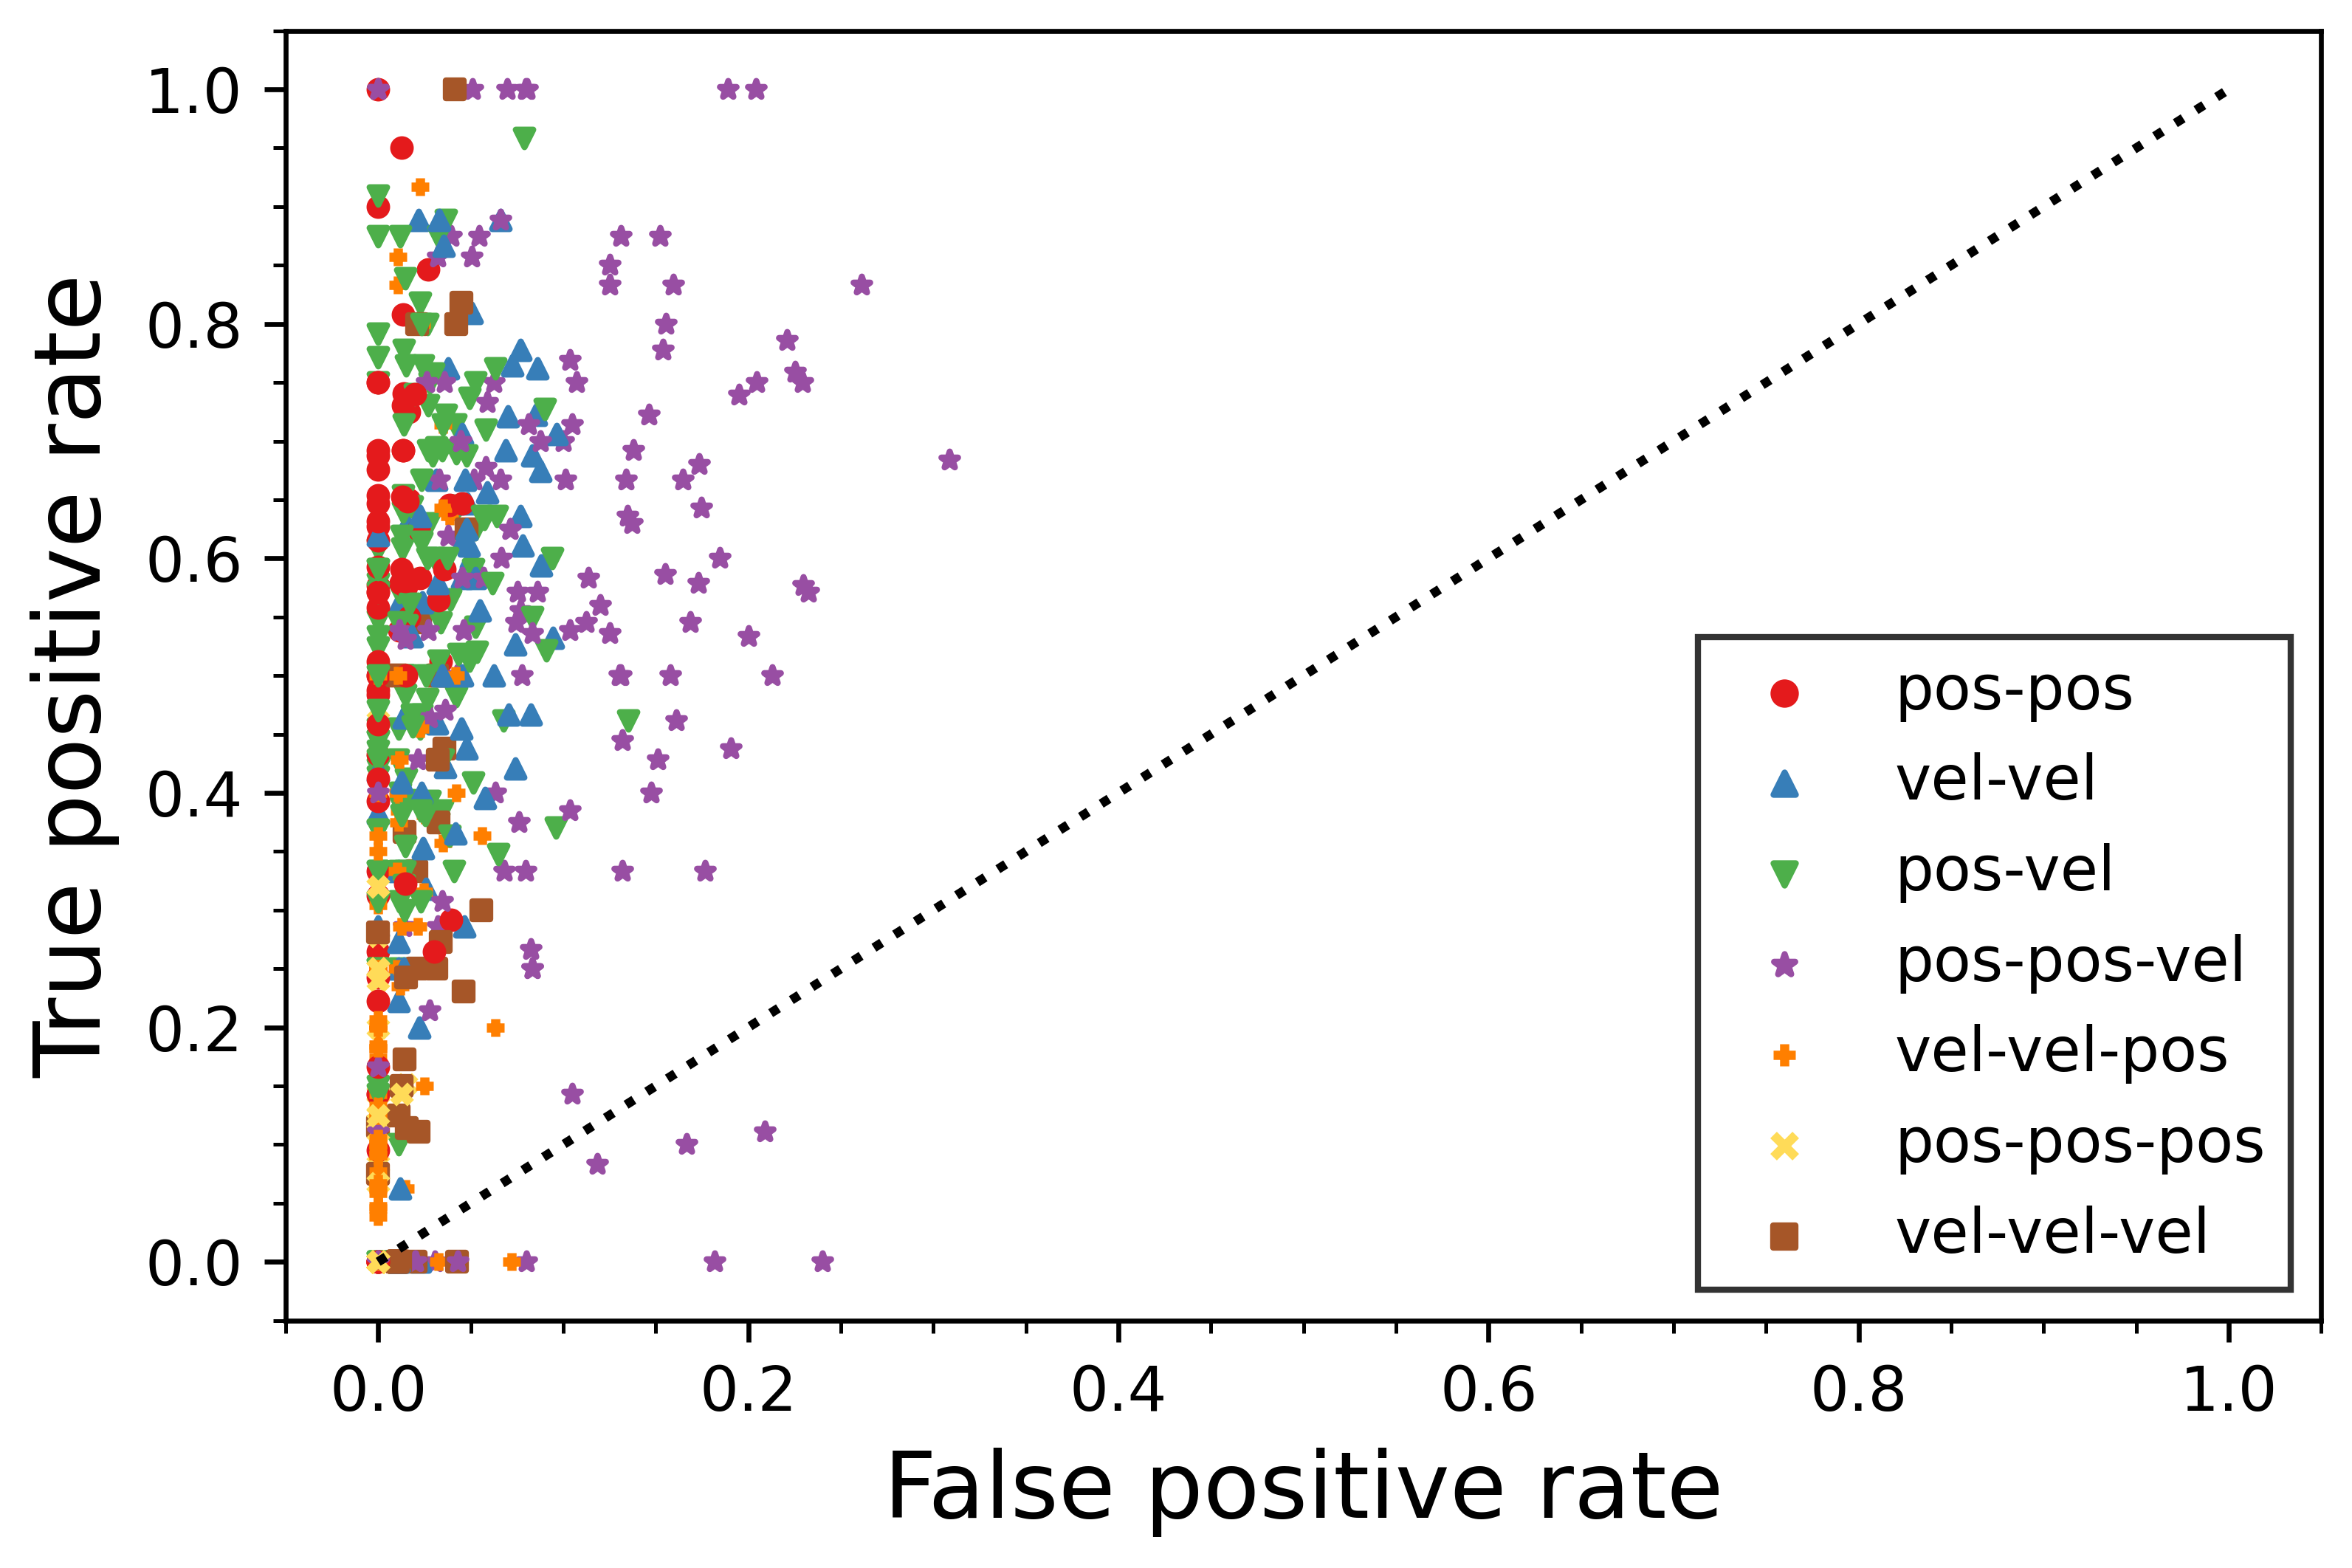 True positive rate
1.0
0.8
0.6
0.4
0.2
0.0
pos-pos
vel-vel
pos-vel
pos-pos-vel
vel-vel-pos
pos-pos-pos
vel-vel-vel
0.0 0.2 0.4 0.6 0.8 1.0
False positive rate